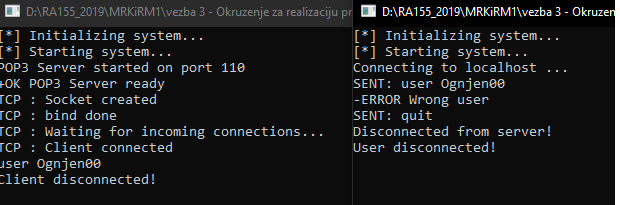 D:\RA155_2019\MRKiRM1\vezba 3 - Okruzenje za realizaciju pr
[*] Initializing system...
[*] Starting system...
POP3 Server started on port 110
+OK POP3 Server ready
TCP : Socket created
TCP : bind done
TCP : Waiting for incoming connections...
TCP : Client connected
user Ognjen00
Client disconnected!
D:\RA155_2019\MRKiRM1\vezba 3 - Okruzenje
[*] Initializing system...
[*] Starting system...
Connecting to localhost ...
SENT: user Ognjen00
-ERROR Wrong user
SENT: quit
Disconnected from server!
User disconnected!